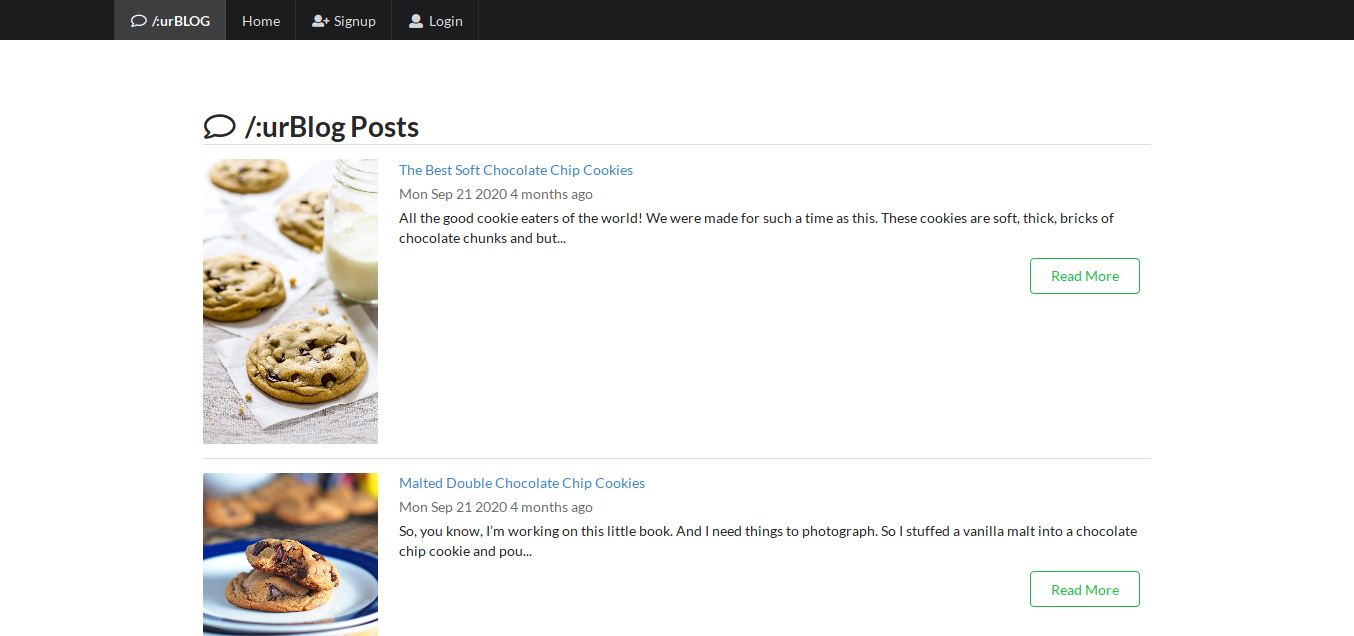 /:urBLOG Home Signup Login
/:urBlog Posts
The Best Soft Chocolate Chip Cookies
Mon Sep 21 2020 4 months ago
All the good cookie eaters of the world! We were made for such a time as this. These cookies are soft, thick, bricks of
chocolate chunks and but...
Read More
Malted Double Chocolate Chip Cookies
Mon Sep 21 2020 4 months ago
So, you know, I’m working on this little book. And I need things to photograph. So I stuffed a vanilla malt into a chocolate
chip cookie and pou...
Read More